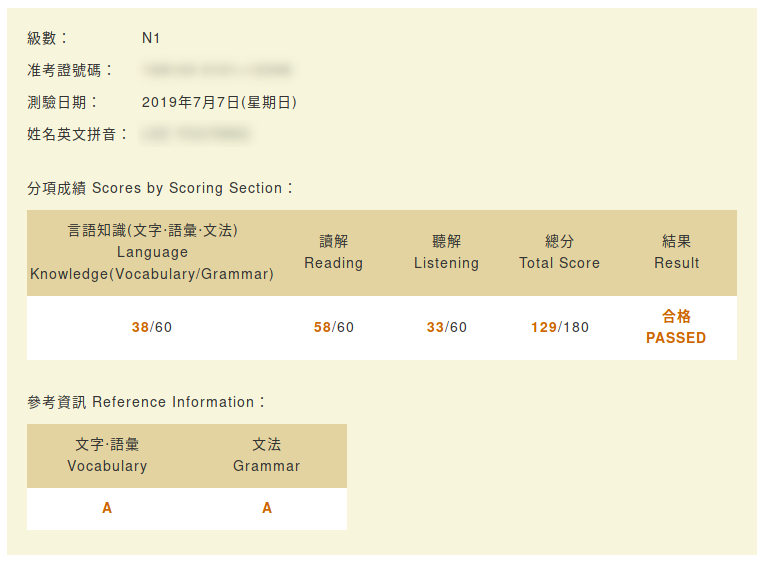 級數： N1
准考證號碼：
測驗日期： 2019年7月7日(星期日)
姓名英文拼音：
分項成績 Scores by Scoring Section：
言語知識(文字·語彙·文法)
Language
Knowledge(Vocabulary/Grammar)
讀解
Reading
聽解
Listening
總分
Total Score
結果
Result
38/60
58/60
33/60
129/180
合格
PASSED
參考資訊 Reference Information：
文字·語彙
Vocabulary
文法
Grammar
A
A